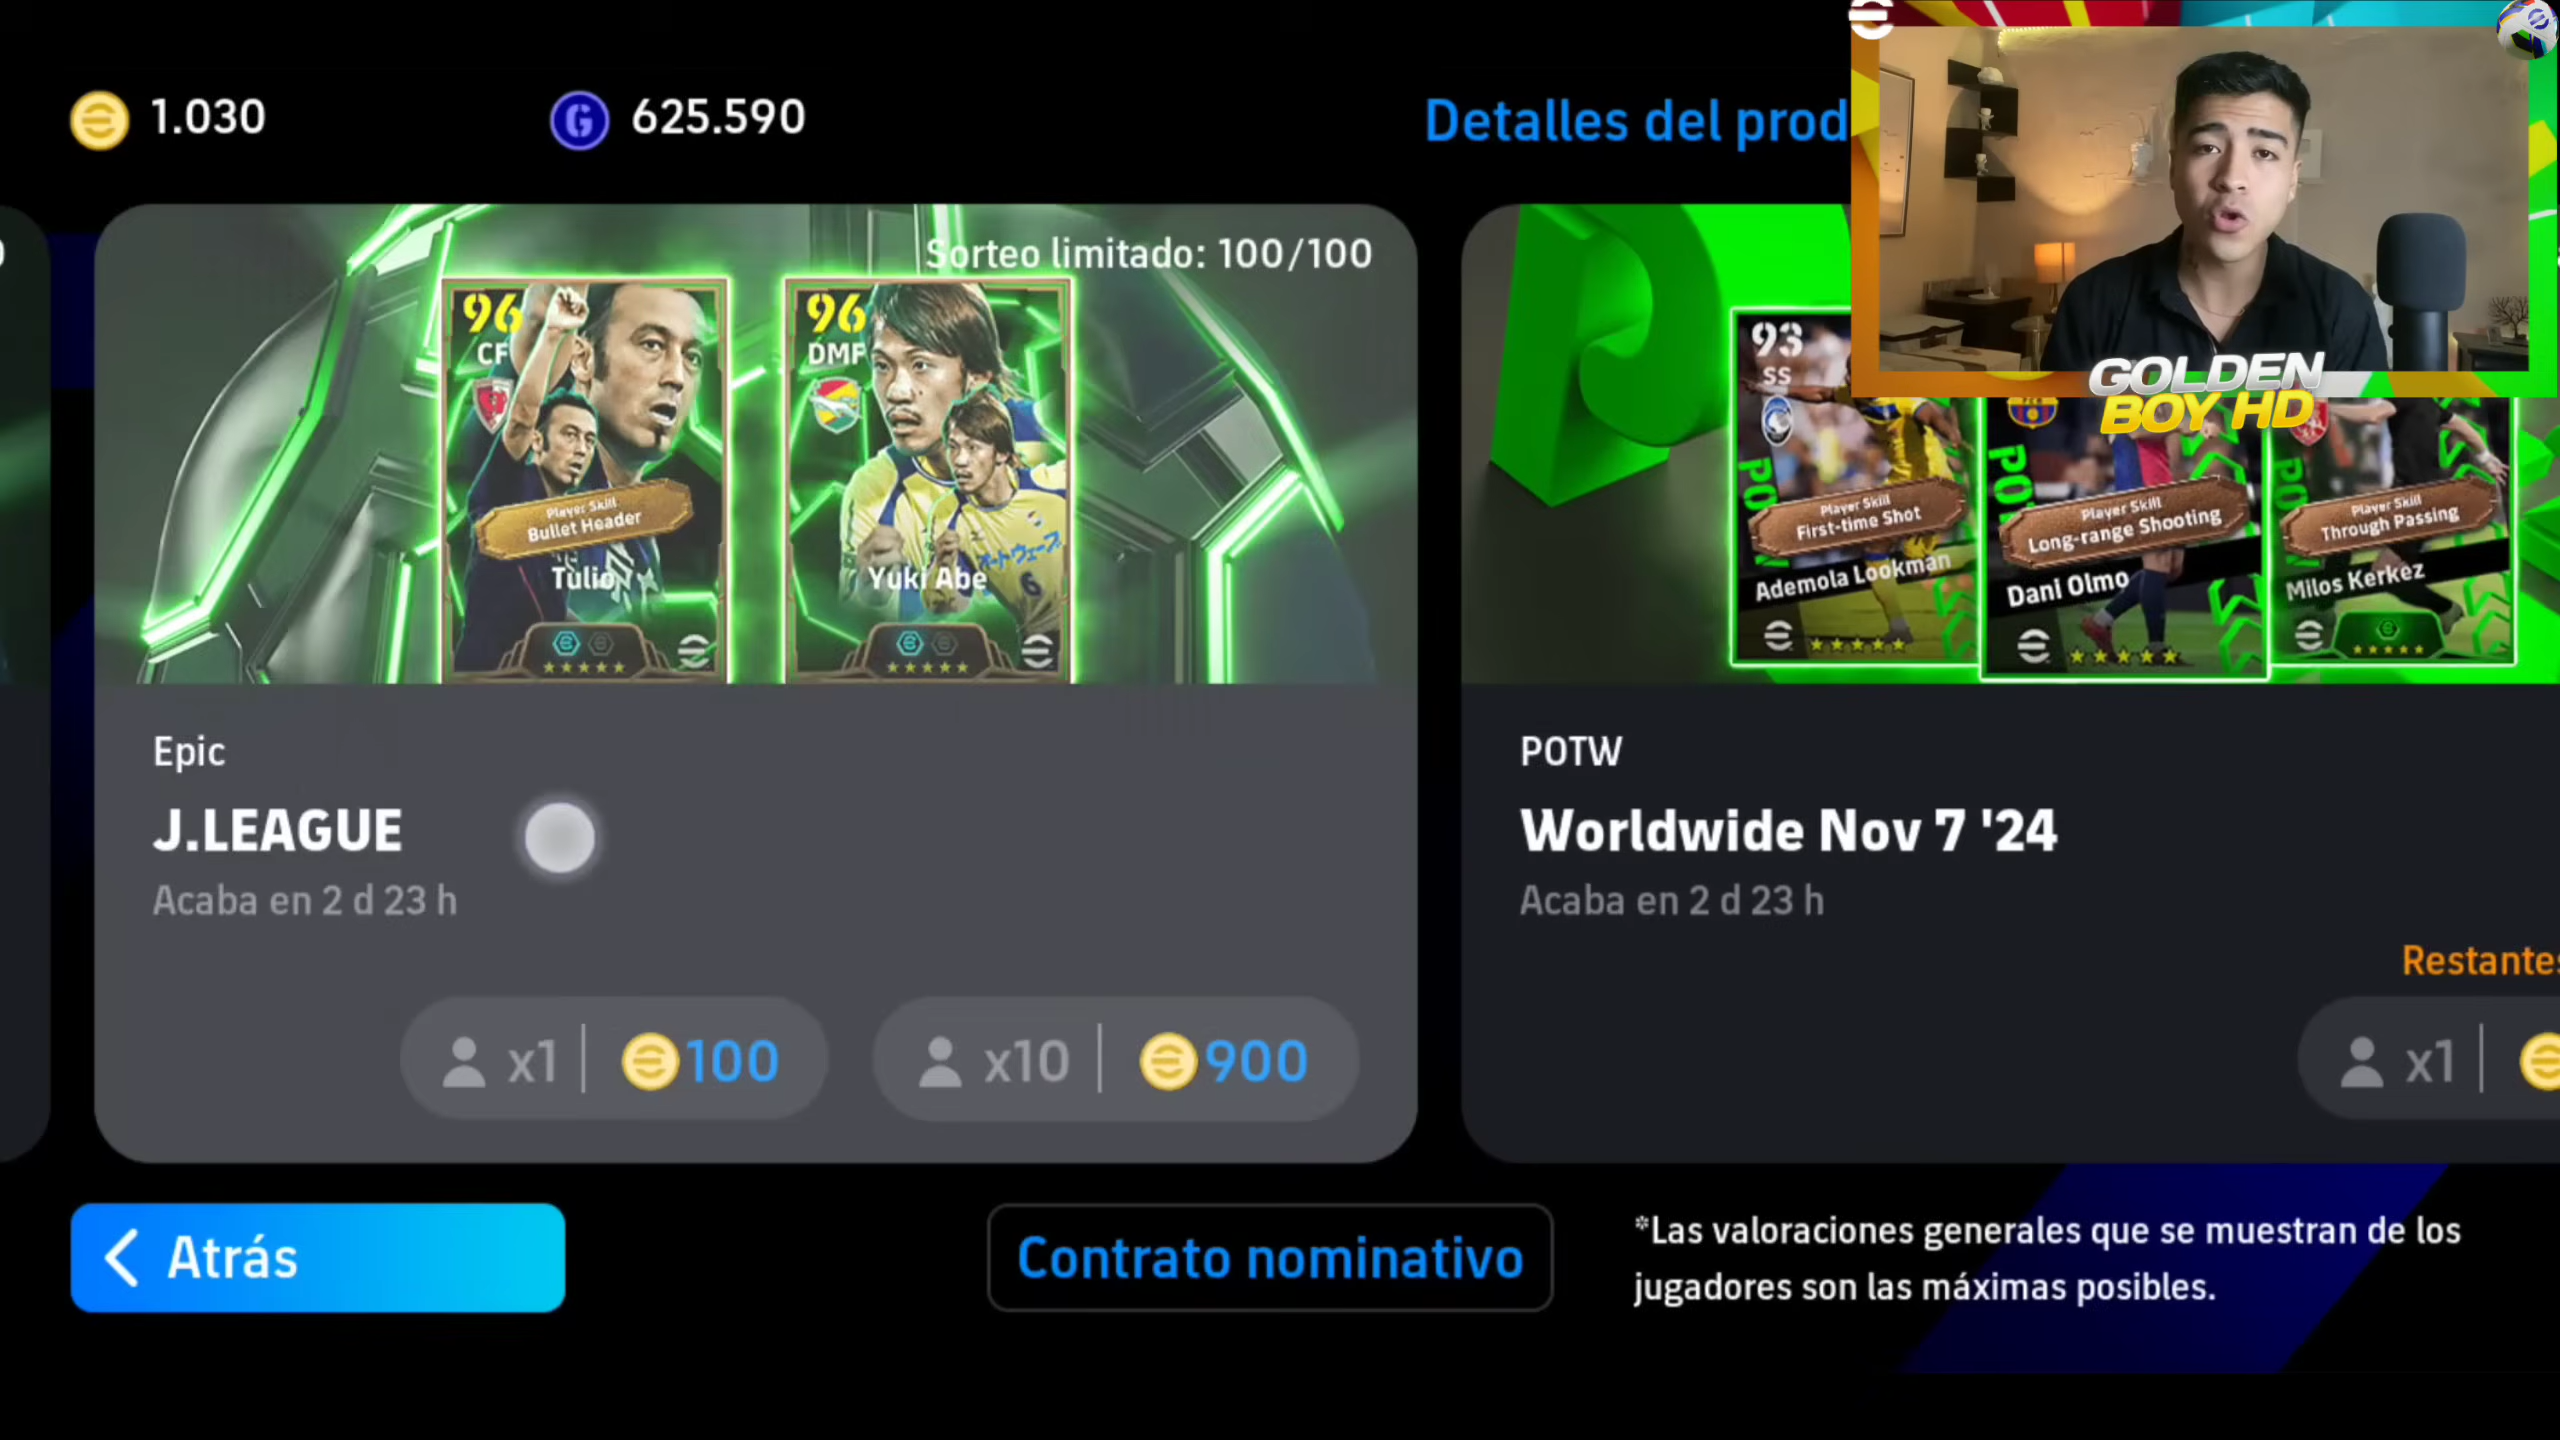 1.030
625.590
Detalles del prod
GOLDEN
BOY HD
Sorteo limitado: 100/100
96
CF
Player Skill
Bullet Header
Tulio
96
DMF
6
Yuki Abe
93
SS
Player Skill
First-time Shot
Ademola Lookman
Player Skill
Long-range Shooting
Dani Olmo
Player Skill
Through Passing
Milos Kerkez
Epic
J.LEAGUE
Acaba en 2 d 23 h
x1
100
x10
900
POTW
Worldwide Nov 7 '24
Acaba en 2 d 23 h
Restantes
x1
Atrás
Contrato nominativo
*Las valoraciones generales que se muestran de los
jugadores son las máximas posibles.